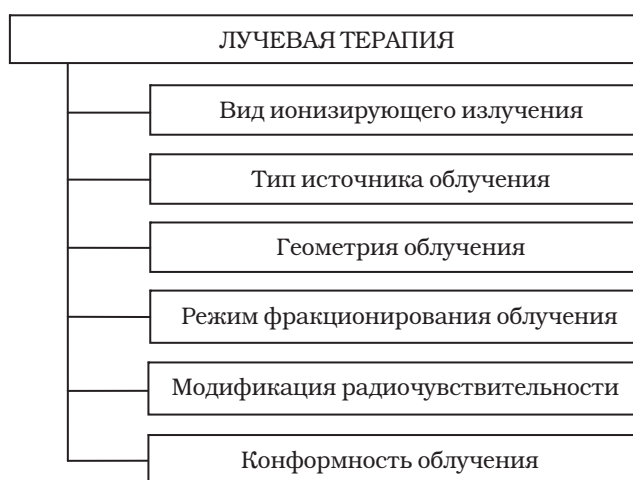 ЛУЧЕВАЯ ТЕРАПИЯ
Вид ионизирующего излучения
Тип источника облучения
Геометрия облучения
Режим фракционирования облучения
Модификация радиочувствительности
Конформность облучения